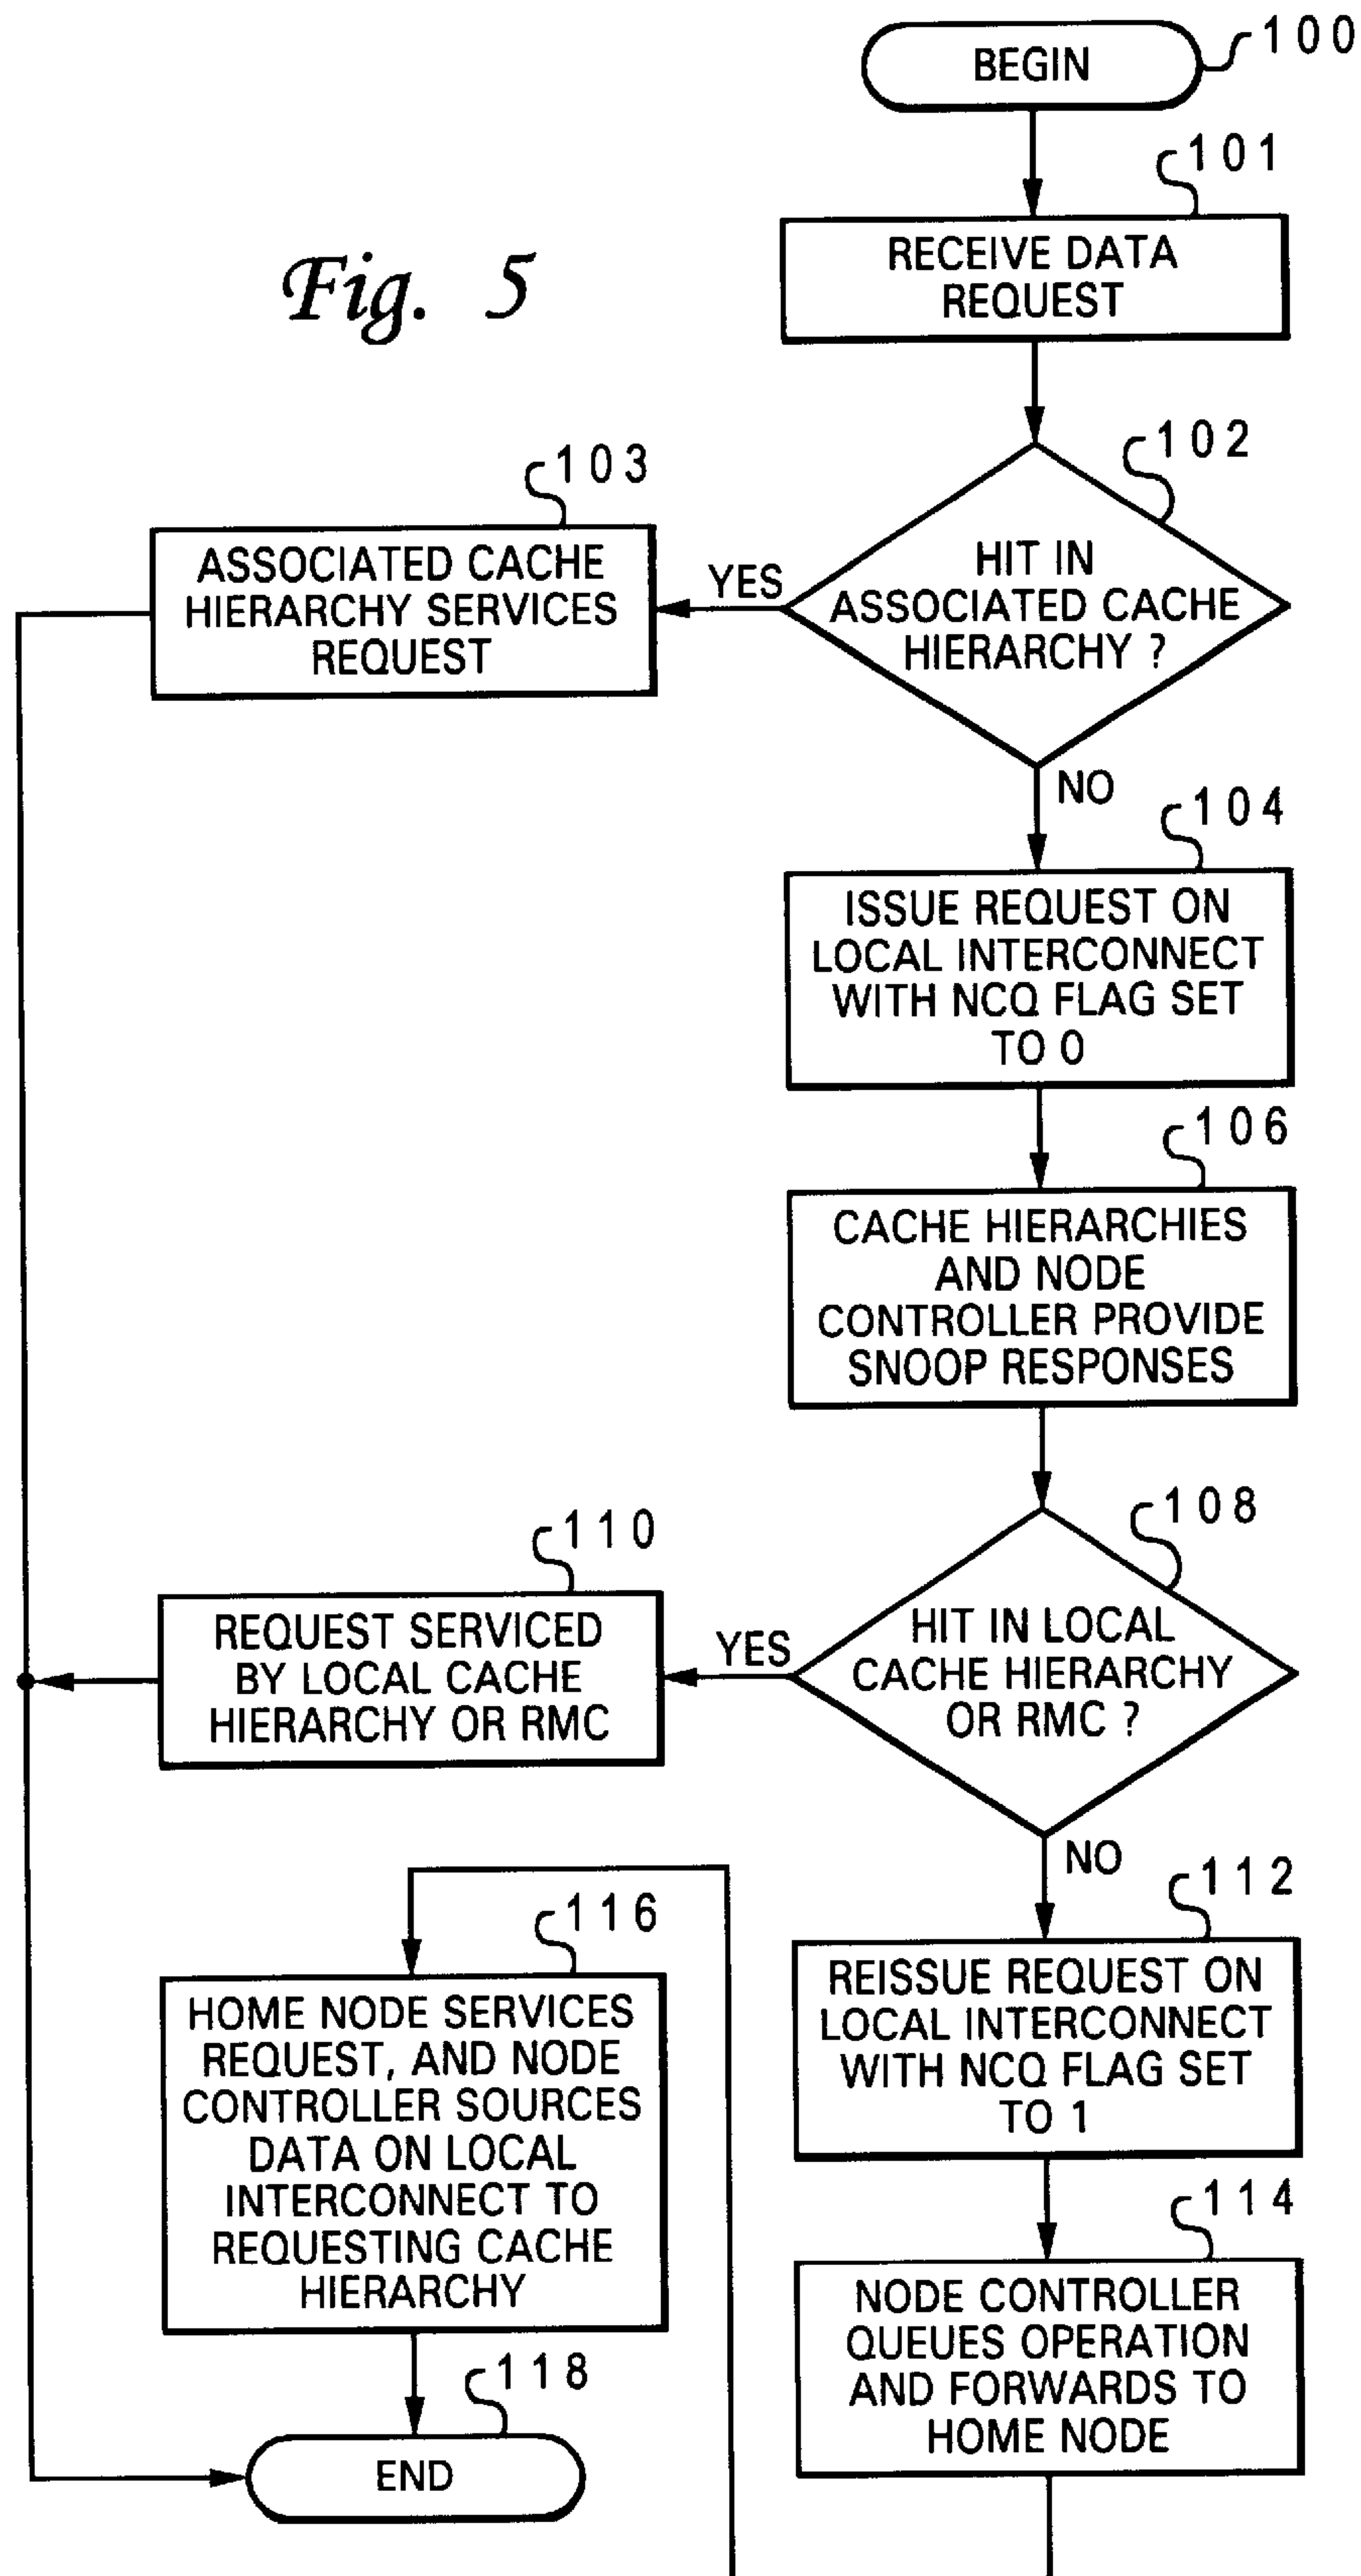 BEGIN
100
101
RECEIVE DATA
REQUEST
Fig. 5
102
HIT IN
ASSOCIATED CACHE
HIERARCHY ?
YES
103
ASSOCIATED CACHE
HIERARCHY SERVICES
REQUEST
NO
104
ISSUE REQUEST ON
LOCAL INTERCONNECT
WITH NCQ FLAG SET
TO 0
106
CACHE HIERARCHIES
AND NODE
CONTROLLER PROVIDE
SNOOP RESPONSES
108
HIT IN LOCAL
CACHE HIERARCHY
OR RMC ?
YES
110
REQUEST SERVICED
BY LOCAL CACHE
HIERARCHY OR RMC
NO
112
REISSUE REQUEST ON
LOCAL INTERCONNECT
WITH NCQ FLAG SET
TO 1
114
NODE CONTROLLER
QUEUES OPERATION
AND FORWARDS TO
HOME NODE
116
HOME NODE SERVICES
REQUEST, AND NODE
CONTROLLER SOURCES
DATA ON LOCAL
INTERCONNECT TO
REQUESTING CACHE
HIERARCHY
118
END